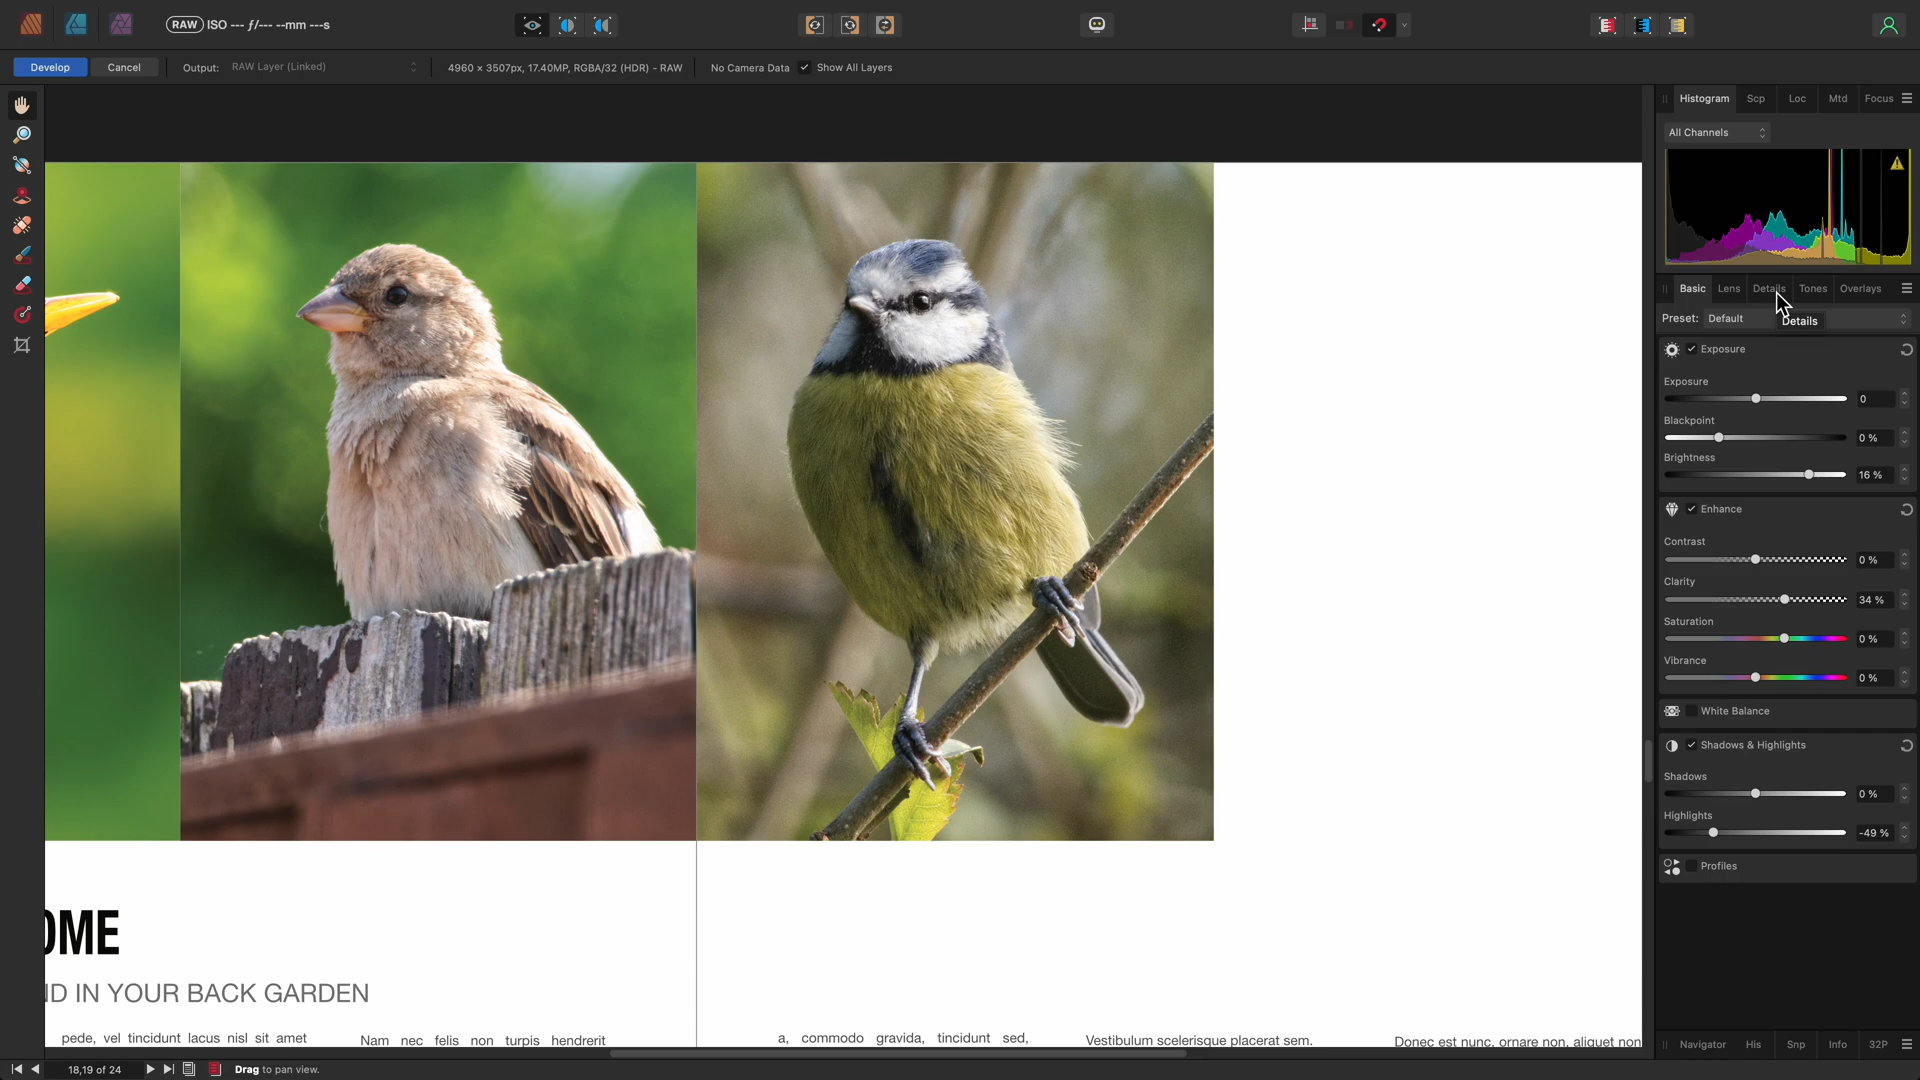 RAW ISO --- ƒ/--- --mm ---s
Develop Cancel Output: RAW Layer (Linked) 4960 × 3507px, 17.40MP, RGBA/32 (HDR) - RAW No Camera Data Show All Layers
Histogram Scp Loc Mtd Focus
All Channels
Basic Lens Details Tones Overlays
Preset: Default
Details
Exposure
Exposure
0
Blackpoint
0 %
Brightness
16 %
Enhance
Contrast
0 %
Clarity
34 %
Saturation
0 %
Vibrance
0 %
White Balance
Shadows & Highlights
Shadows
0 %
Highlights
-49 %
Profiles
OME
ND IN YOUR BACK GARDEN
pede, vel tincidunt lacus nisl sit amet
Nam nec felis non turpis hendrerit
a, commodo gravida, tincidunt sed,
Vestibulum scelerisque placerat sem.
Donec est nunc, ornare non, aliquet non
Navigator His Snp Info 32P
18,19 of 24 Drag to pan view.